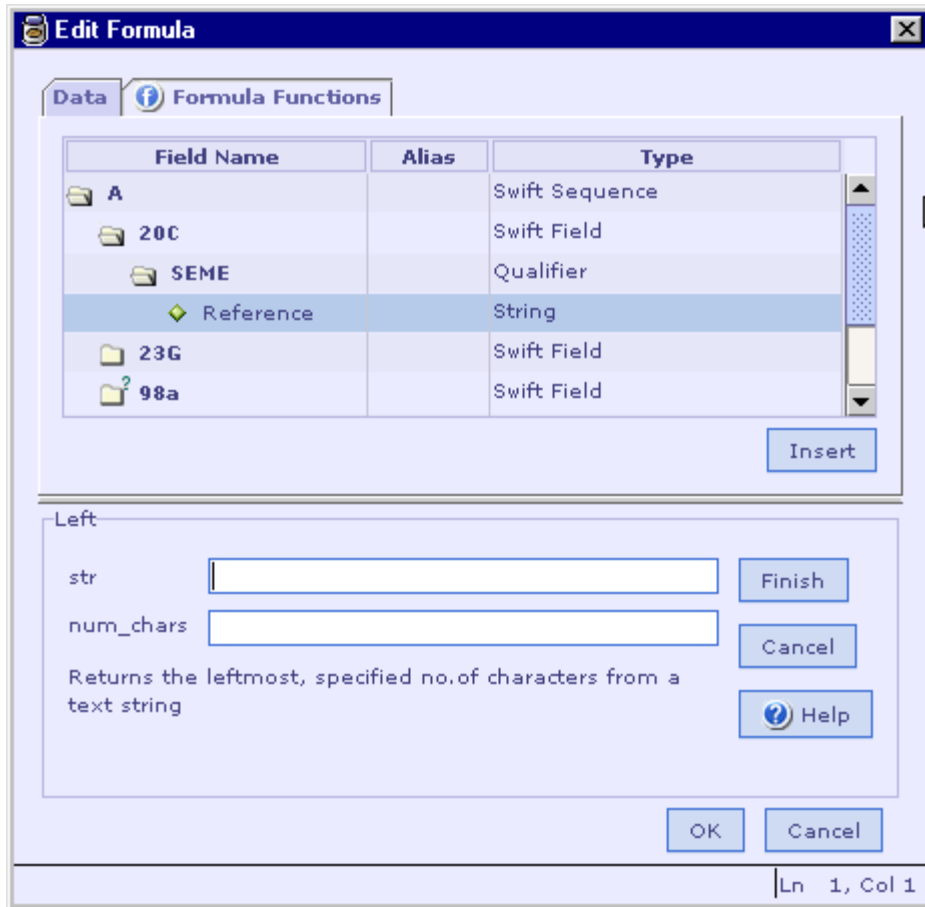 Edit Formula
Data Formula Functions
Field Name Alias Type
A Swift Sequence
20C Swift Field
SEME Qualifier
Reference String
23G Swift Field
98a Swift Field
Insert
Left
str
Finish
num_chars
Cancel
Returns the leftmost, specified no.of characters from a
text string
Help
OK Cancel
Ln 1, Col 1